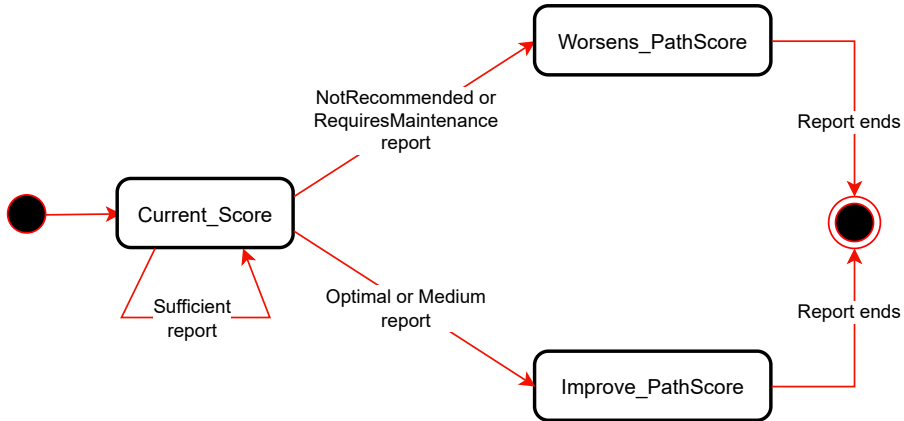 Worsens_PathScore
NotRecommended or
RequiresMaintenance
report
Report ends
Current_Score
Sufficient
report
Optimal or Medium
report
Report ends
Improve_PathScore